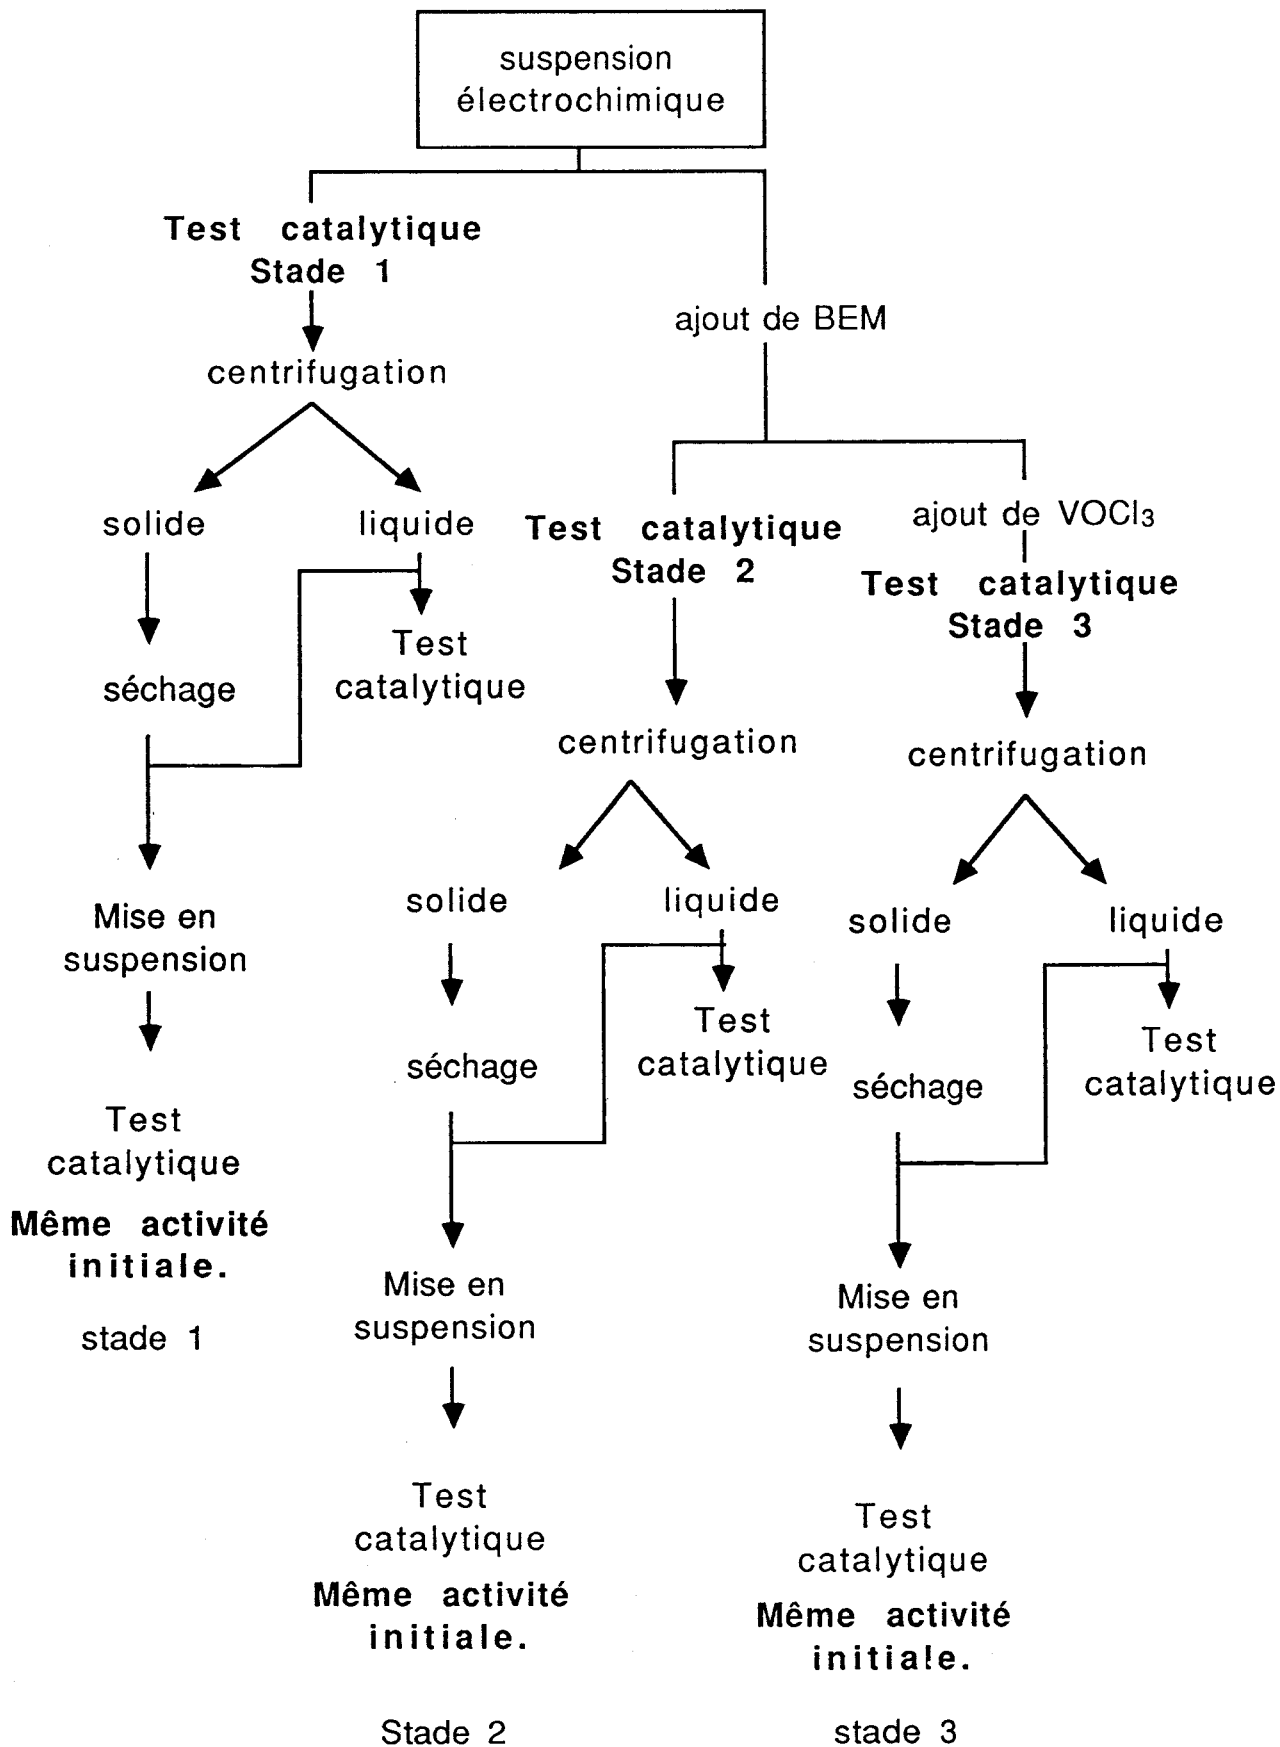 suspension
électrochimique
Test catalytique
Stade 1
centrifugation
solide
liquide
séchage
Test
catalytique
Mise en
suspension
Test
catalytique
Même activité
initiale.
stade 1
ajout de BEM
Test catalytique
Stade 2
centrifugation
solide
liquide
séchage
Test
catalytique
Mise en
suspension
Test
catalytique
Même activité
initiale.
Stade 2
ajout de VOCl3
Test catalytique
Stade 3
centrifugation
solide
liquide
séchage
Test
catalytique
Mise en
suspension
Test
catalytique
Même activité
initiale.
stade 3